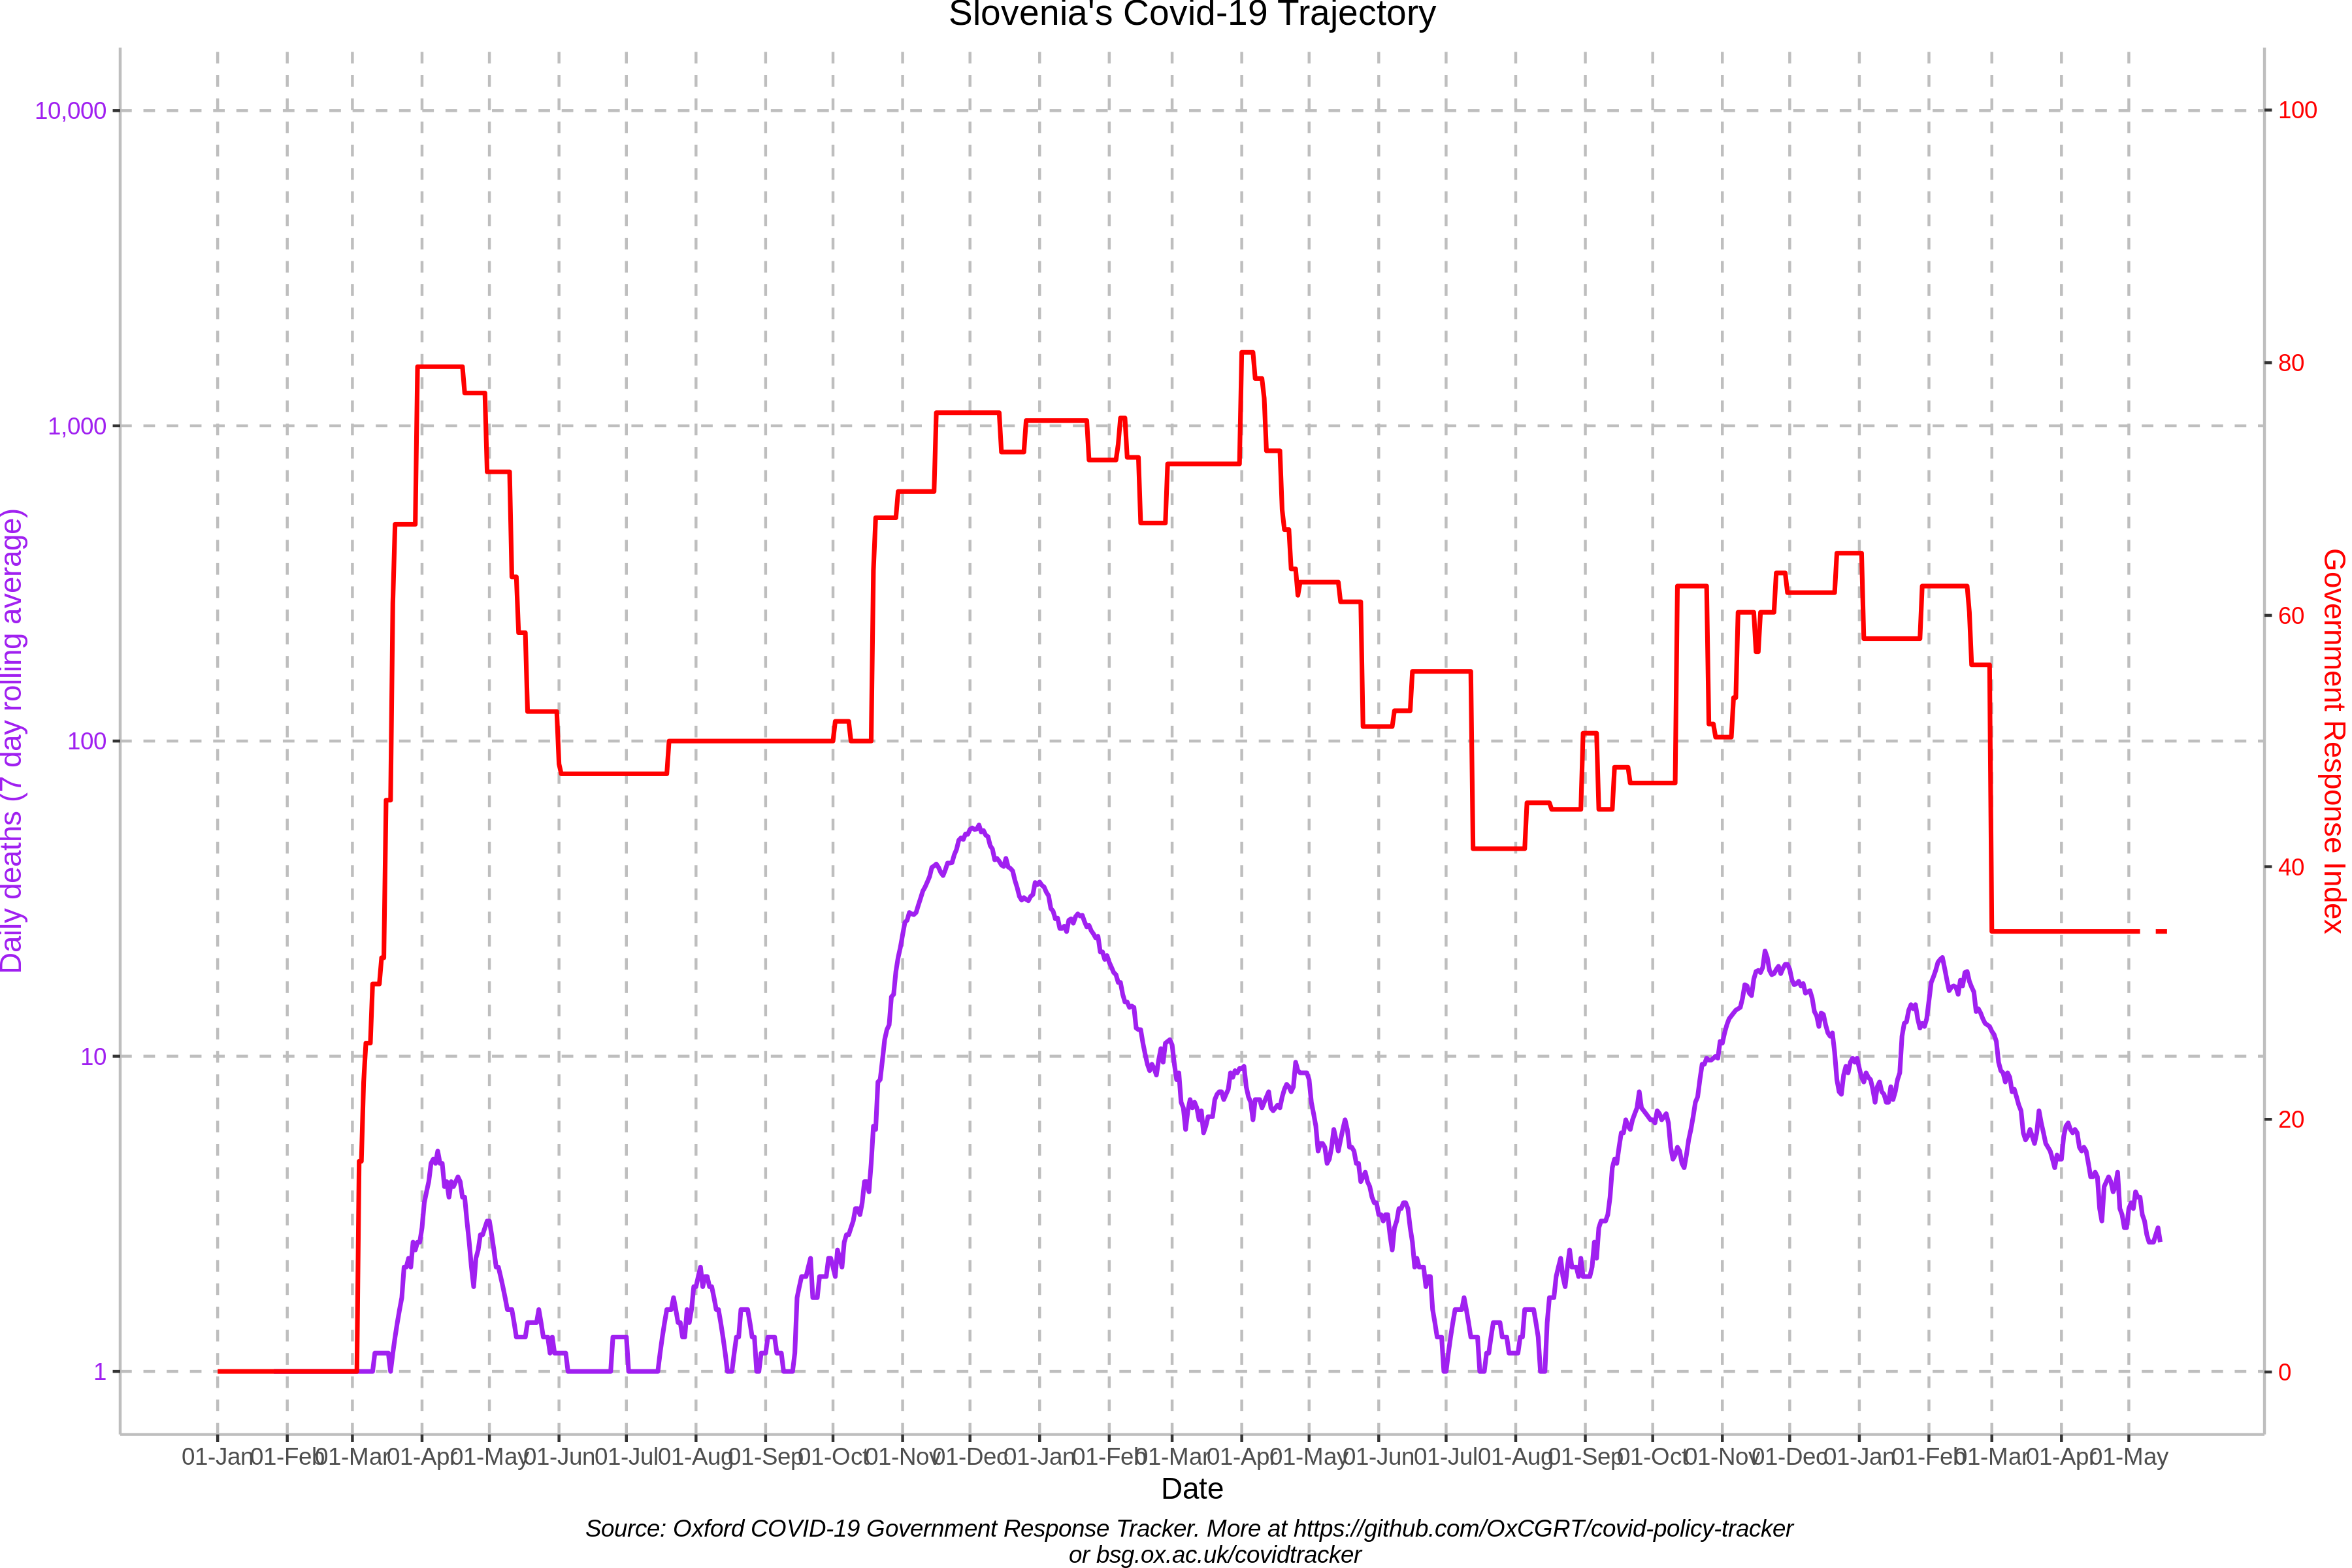 Slovenia's Covid-19 Trajectory
10,000
1,000
100
10
1
Daily deaths (7 day rolling average)
100
80
60
40
20
0
Government Response Index
01-Jan 01-Feb 01-Mar 01-Apr 01-May 01-Jun 01-Jul 01-Aug 01-Sep 01-Oct 01-Nov 01-Dec 01-Jan 01-Feb 01-Mar 01-Apr 01-May 01-Jun 01-Jul 01-Aug 01-Sep 01-Oct 01-Nov 01-Dec 01-Jan 01-Feb 01-Mar 01-Apr 01-May
Date
Source: Oxford COVID-19 Government Response Tracker. More at https://github.com/OxCGRT/covid-policy-tracker
or bsg.ox.ac.uk/covidtracker